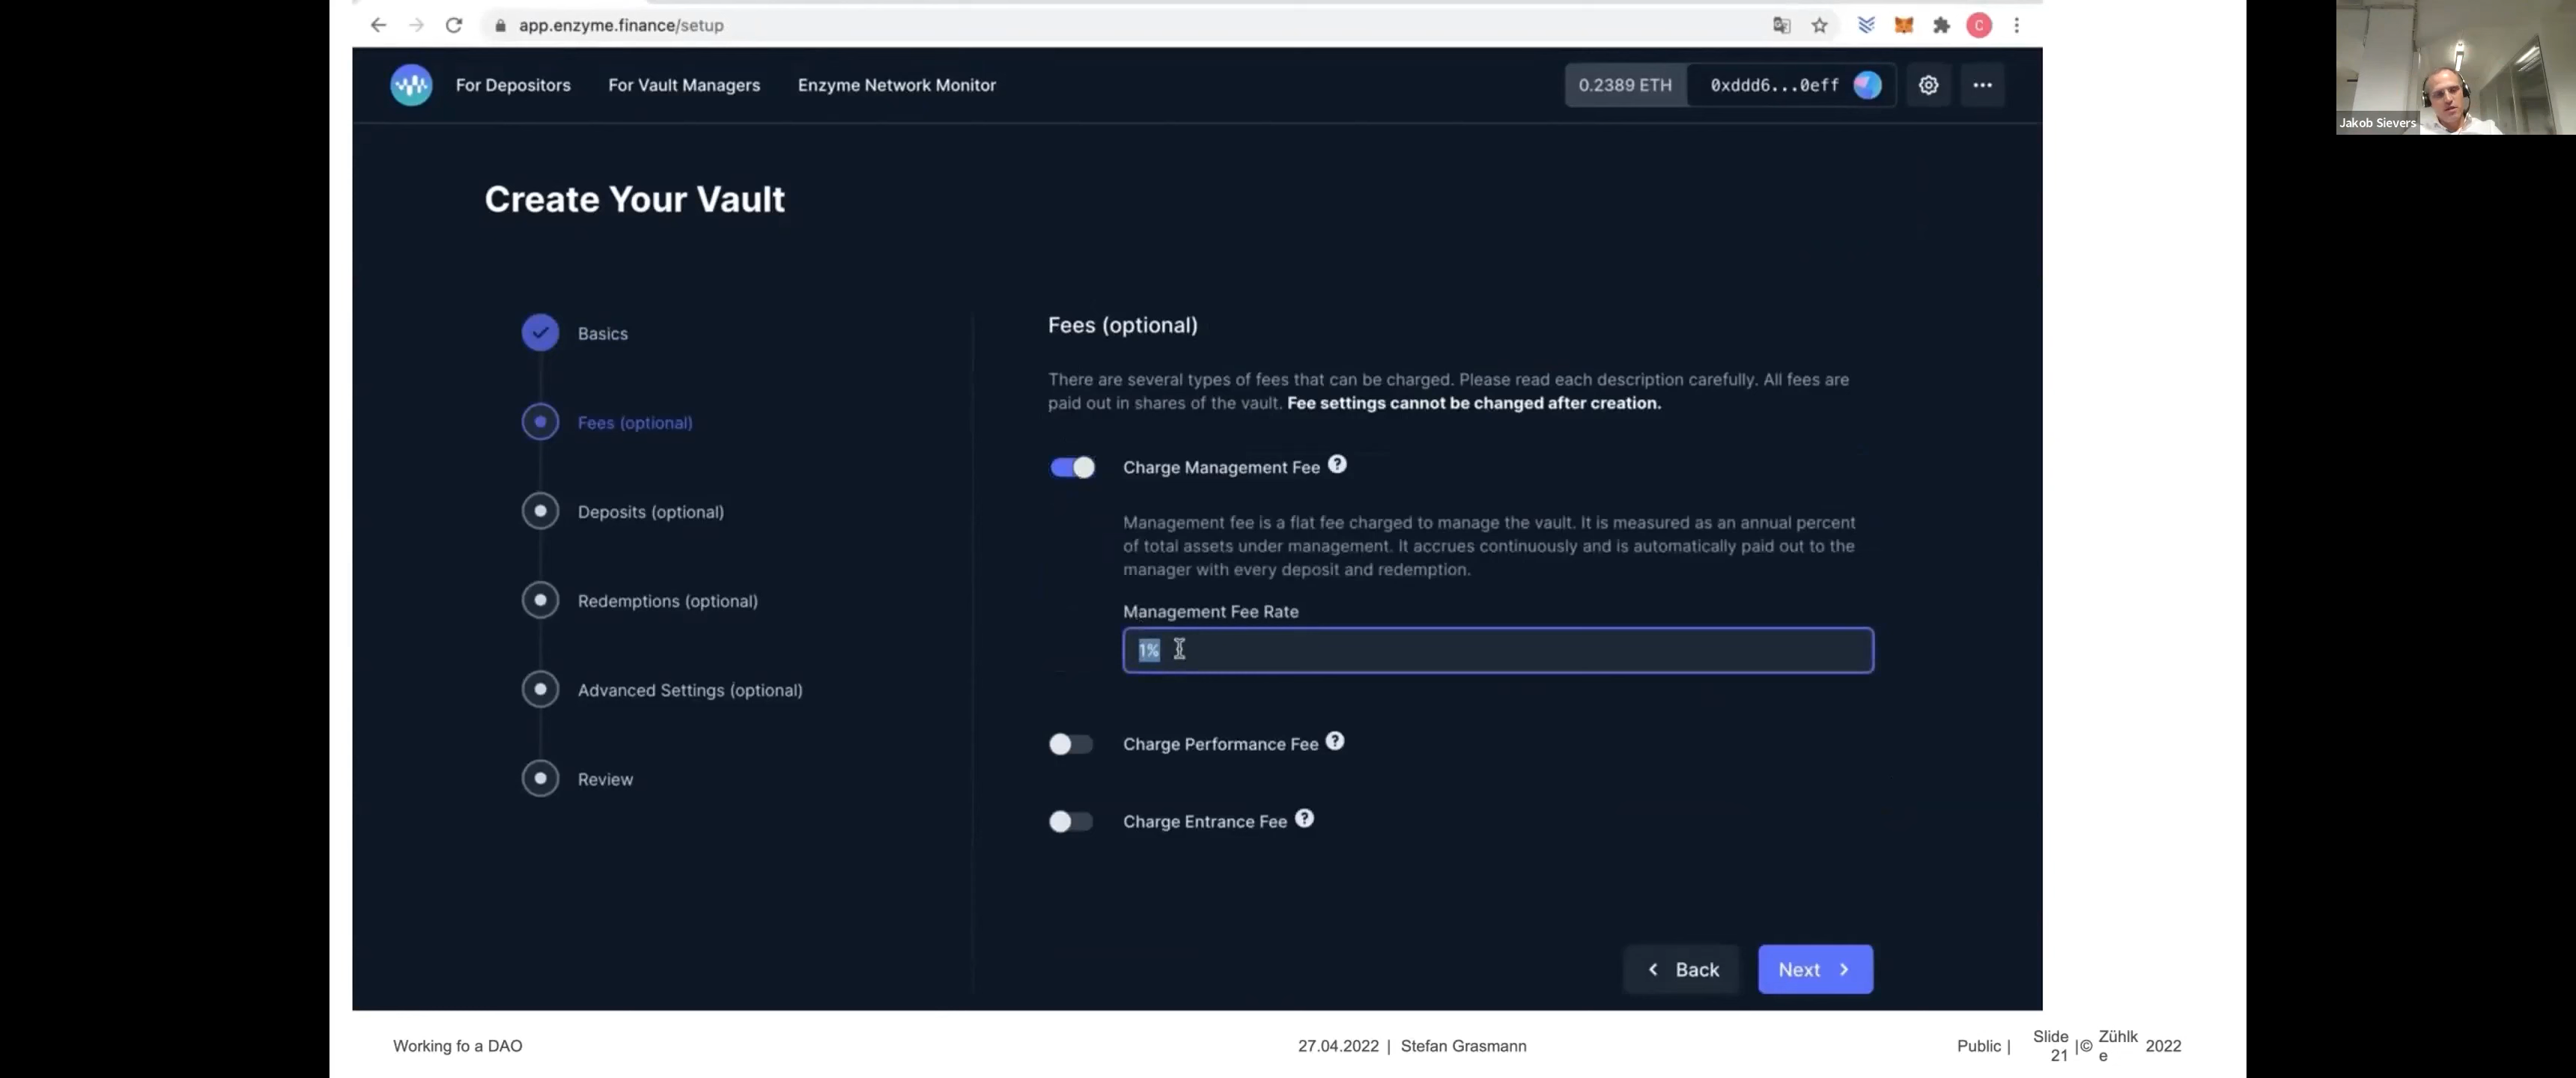 app.enzyme.finance/setup
C
For Depositors
For Vault Managers
Enzyme Network Monitor
0.2389 ETH
0xddd6...0eff
Jakob Sievers
Create Your Vault
Basics
Fees (optional)
Deposits (optional)
Redemptions (optional)
Advanced Settings (optional)
Review
Fees (optional)
There are several types of fees that can be charged. Please read each description carefully. All fees are
paid out in shares of the vault. Fee settings cannot be changed after creation.
Charge Management Fee ?
Management fee is a flat fee charged to manage the vault. It is measured as an annual percent
of total assets under management. It accrues continuously and is automatically paid out to the
manager with every deposit and redemption.
Management Fee Rate
1%
Charge Performance Fee ?
Charge Entrance Fee ?
Back
Next
Working fo a DAO
27.04.2022 | Stefan Grasmann
Public |
Slide
21
|©
Zühlk
e
2022